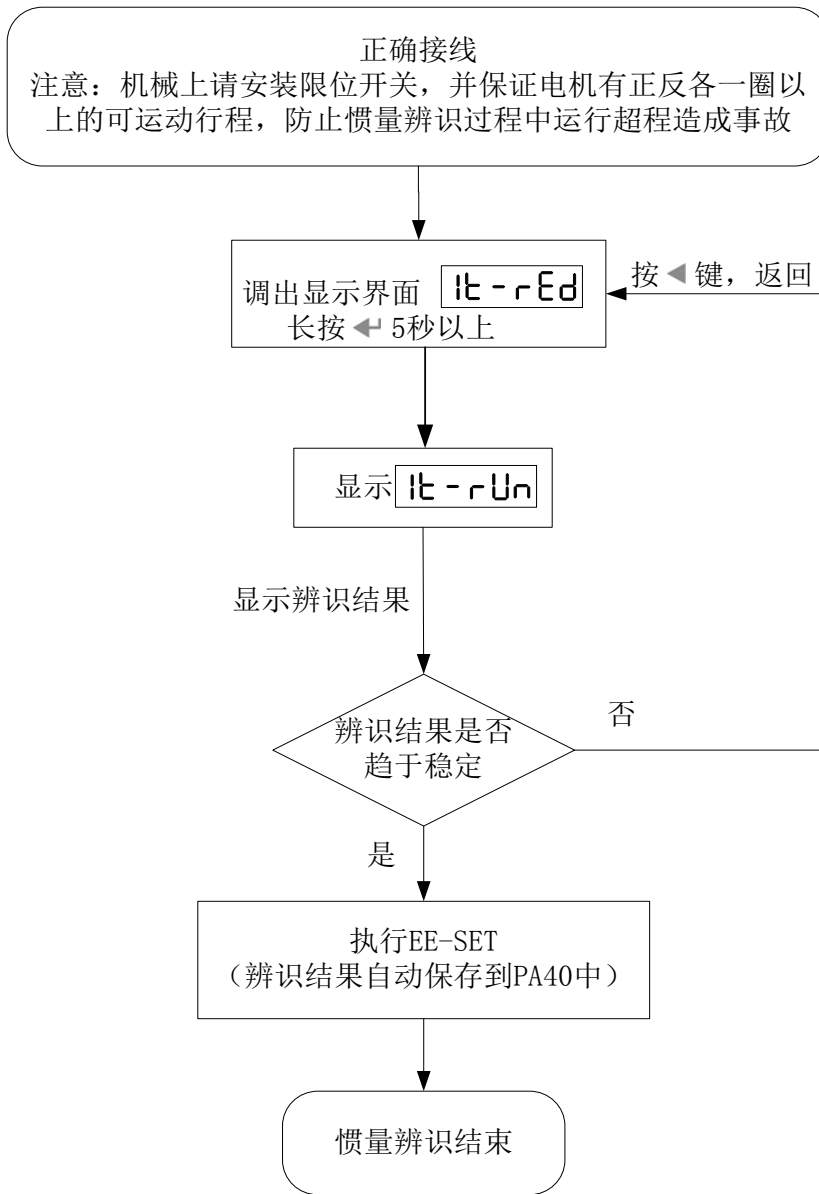 正确接线
注意：机械上请安装限位开关，并保证电机有正反各一圈以
上的可运动行程，防止惯量辨识过程中运行超程造成事故
调出显示界面 It-rEd
长按 5秒以上
按 键，返回
显示 It-rUn
显示辨识结果
辨识结果是否
趋于稳定
否
是
执行EE-SET
（辨识结果自动保存到PA40中）
惯量辨识结束